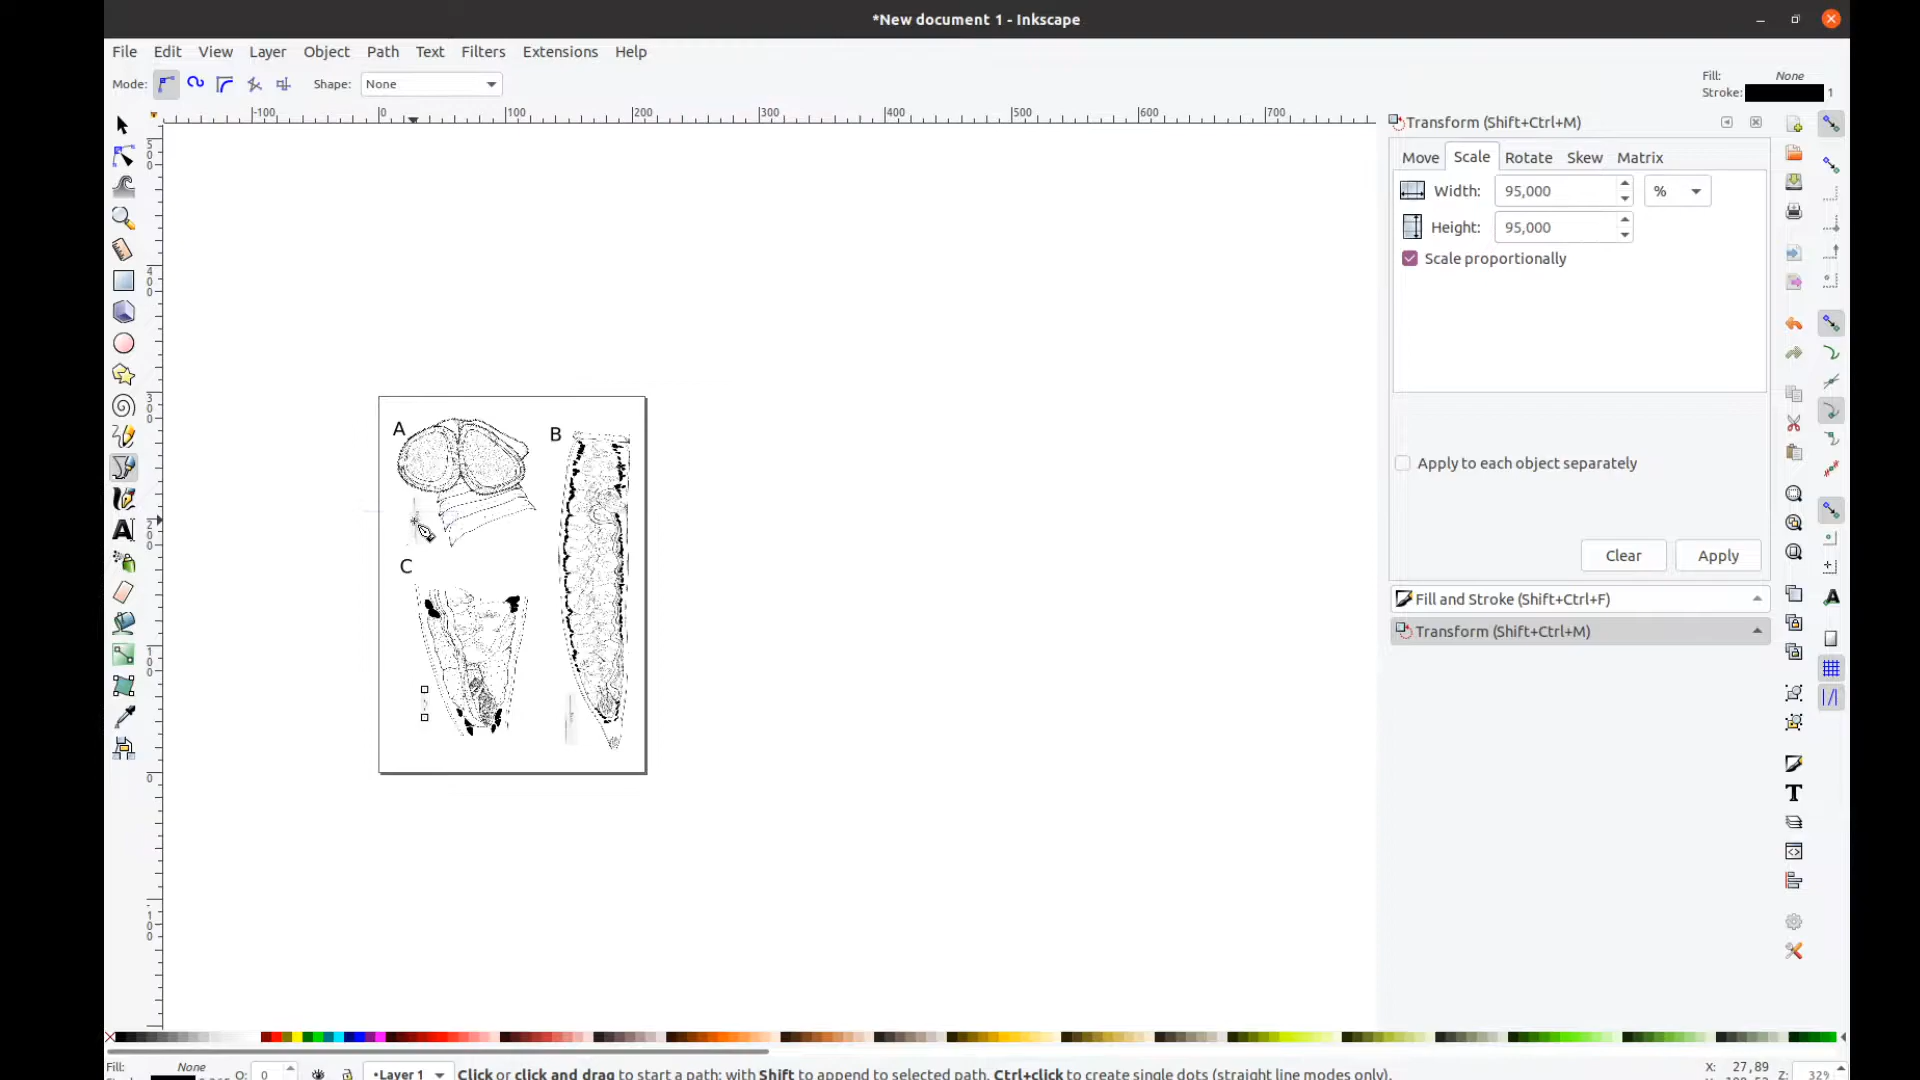 *New document 1 - Inkscape
File Edit View Layer Object Path Text Filters Extensions Help
Mode: Shape: None
Fill: None
Stroke: 1
-100 0 100 200 300 400 500 600 700
Transform (Shift+Ctrl+M)
Move Scale Rotate Skew Matrix
Width: 95,000 %
Height: 95,000
Scale proportionally
Apply to each object separately
Clear Apply
Fill and Stroke (Shift+Ctrl+F)
Transform (Shift+Ctrl+M)
A
B
C
Fill: None
O: 0
•Layer 1
Click or click and drag to start a path; with Shift to append to selected path. Ctrl+click to create single dots (straight line modes only).
X: 27,89
Z: 32%